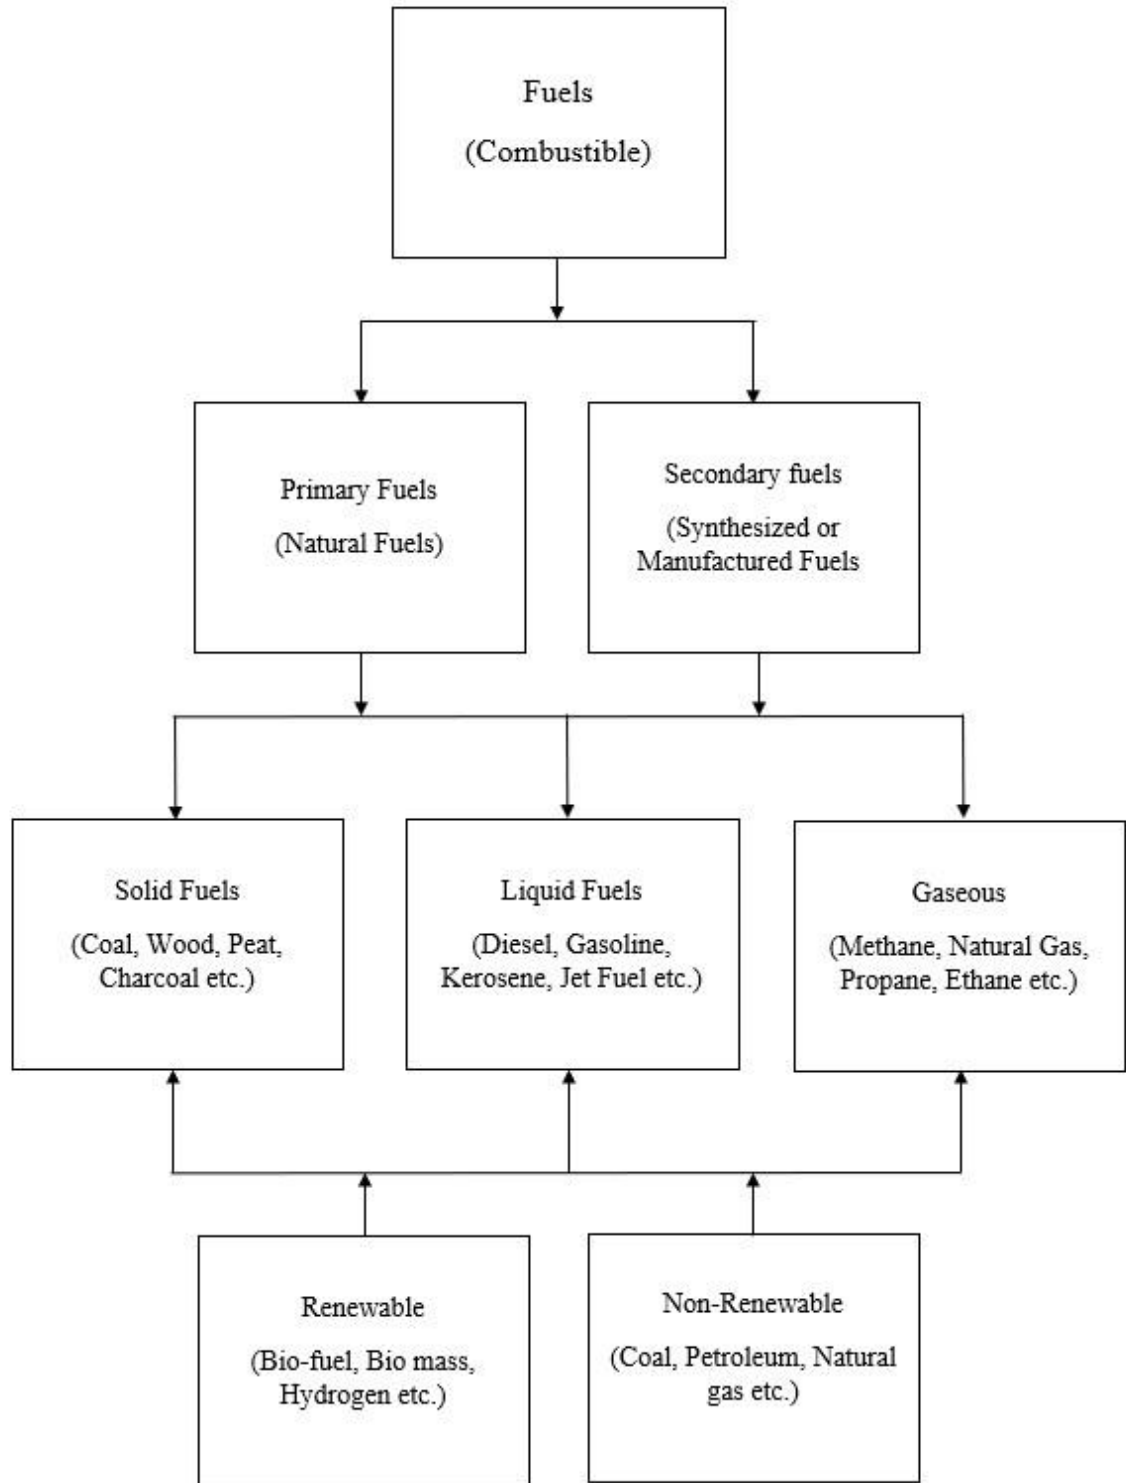 Fuels
(Combustible)
Primary Fuels
(Natural Fuels)
Secondary fuels
(Synthesized or
Manufactured Fuels
Solid Fuels
(Coal, Wood, Peat,
Charcoal etc.)
Liquid Fuels
(Diesel, Gasoline,
Kerosene, Jet Fuel etc.)
Gaseous
(Methane, Natural Gas,
Propane, Ethane etc.)
Renewable
(Bio-fuel, Bio mass,
Hydrogen etc.)
Non-Renewable
(Coal, Petroleum, Natural
gas etc.)